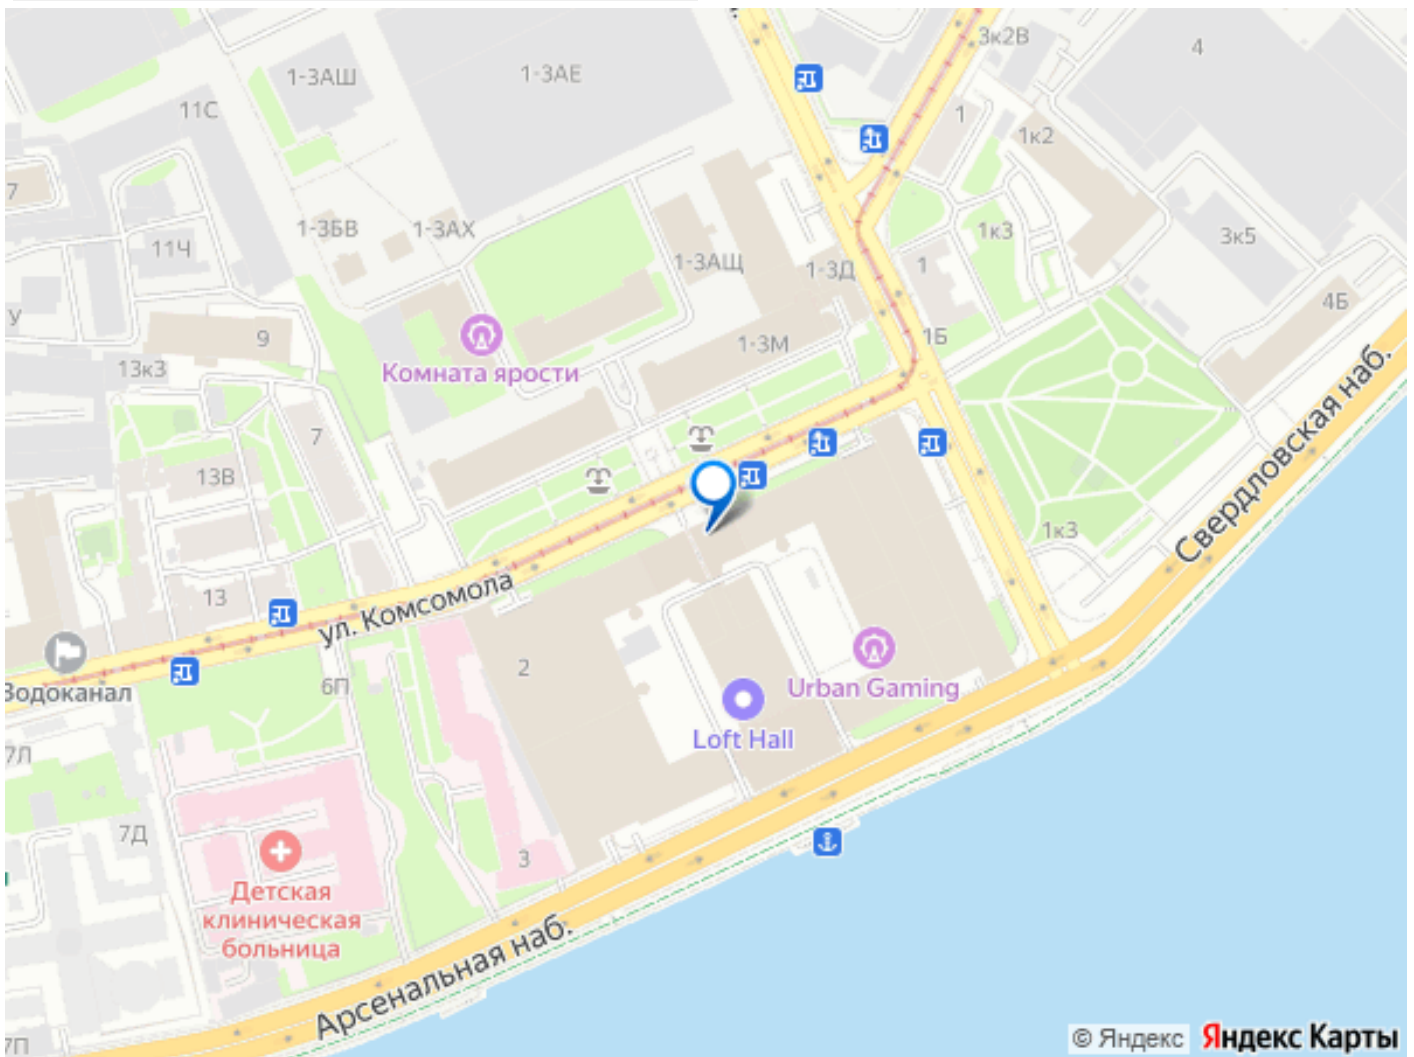 3к2В
4
1-3АШ
1-3АЕ
11С
1
1к2
7
1-3БВ
1-3АХ
1к3
3к5
11Ч
1-3АЩ
1-3Д
1
4Б
У
9
1-3М
1Б
13к3
Комната ярости
7
13В
1к3
Свердловская наб.
13
ул. Комсомола
2
6П
Водоканал
Urban Gaming
Loft Hall
7Л
7Д
3
Детская
клиническая
больница
Арсенальная наб.
7П
© Яндекс
Яндекс Карты